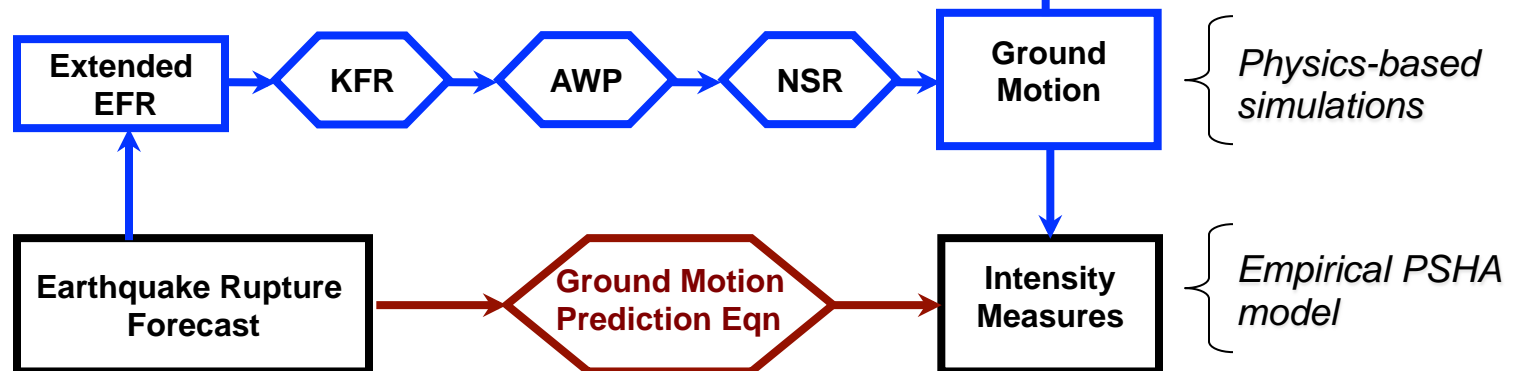 Extended
EFR
KFR
AWP
NSR
Ground
Motion
Physics-based
simulations
Earthquake Rupture
Forecast
Ground Motion
Prediction Eqn
Intensity
Measures
Empirical PSHA
model